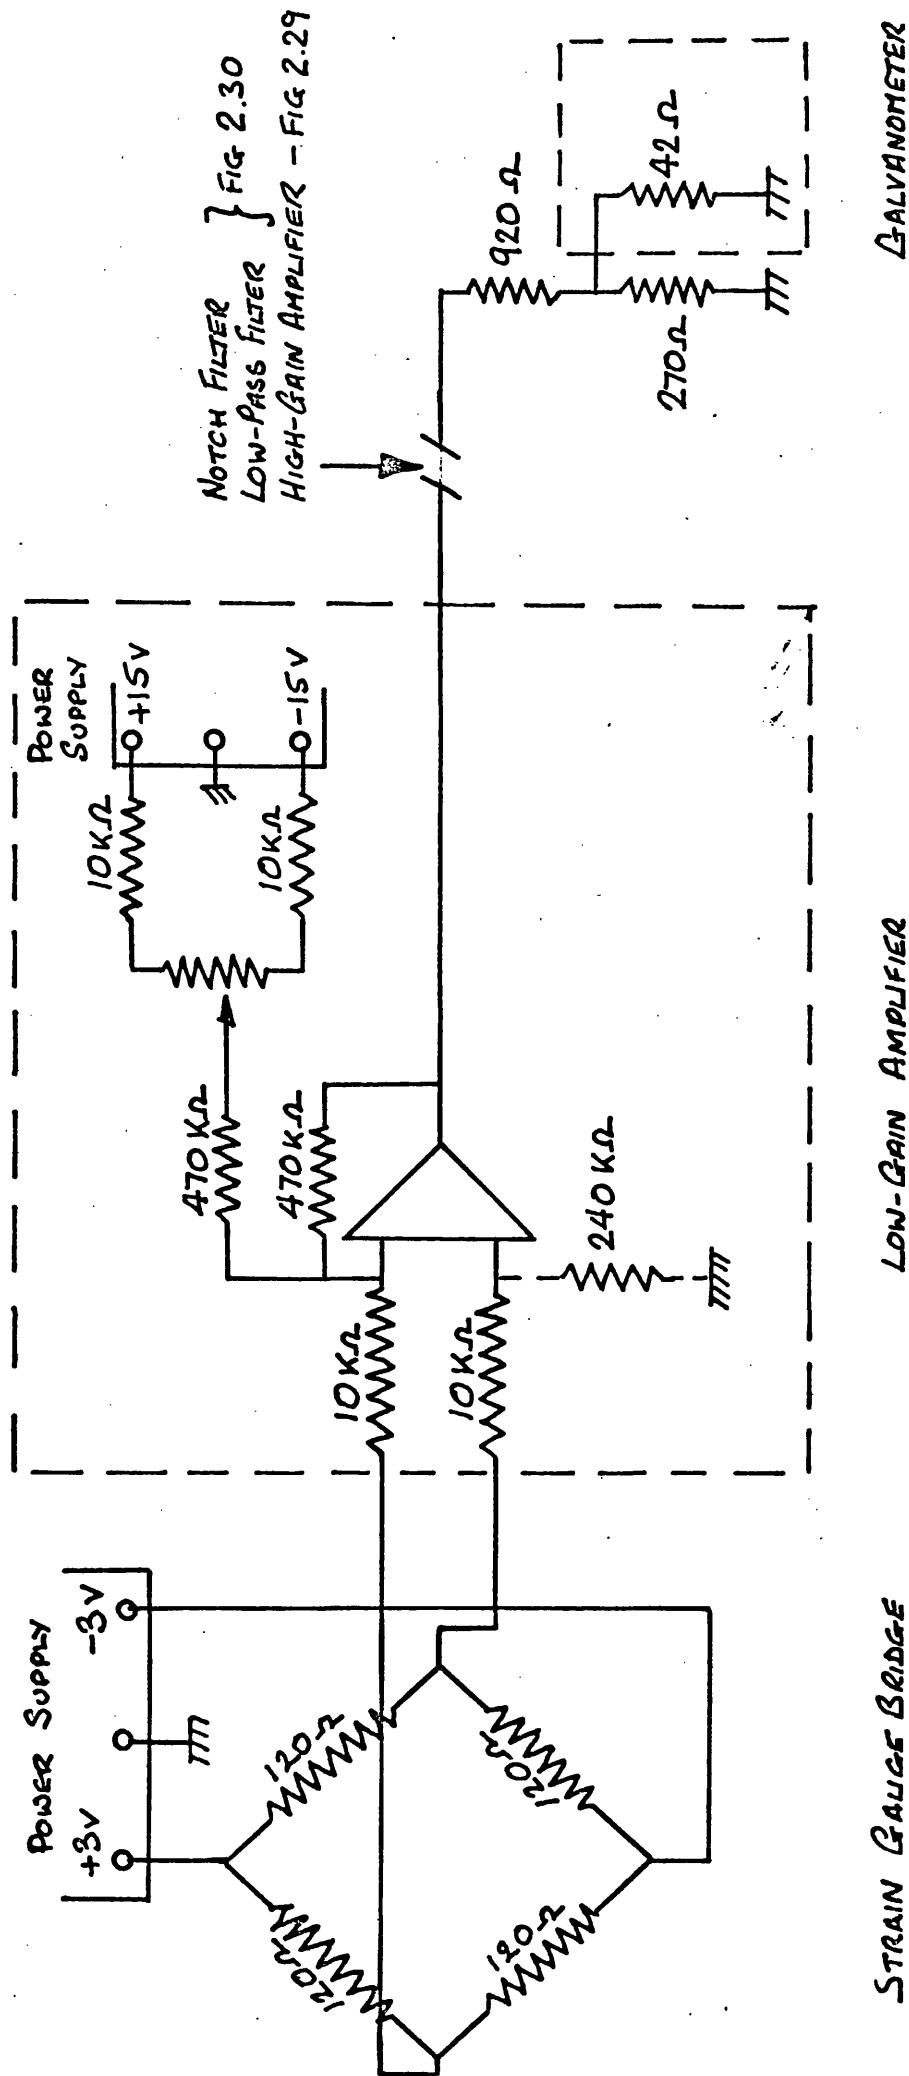 POWER SUPPLY
+3V
-3V
120Ω
120Ω
120Ω
120Ω
STRAIN GAUGE BRIDGE
10KΩ
10KΩ
470KΩ
470KΩ
240KΩ
10KΩ
10KΩ
POWER
SUPPLY
+15V
-15V
LOW-GAIN AMPLIFIER
NOTCH FILTER
LOW-PASS FILTER } FIG 2.30
HIGH-GAIN AMPLIFIER - FIG 2.29
920Ω
270Ω
42Ω
GALVANOMETER